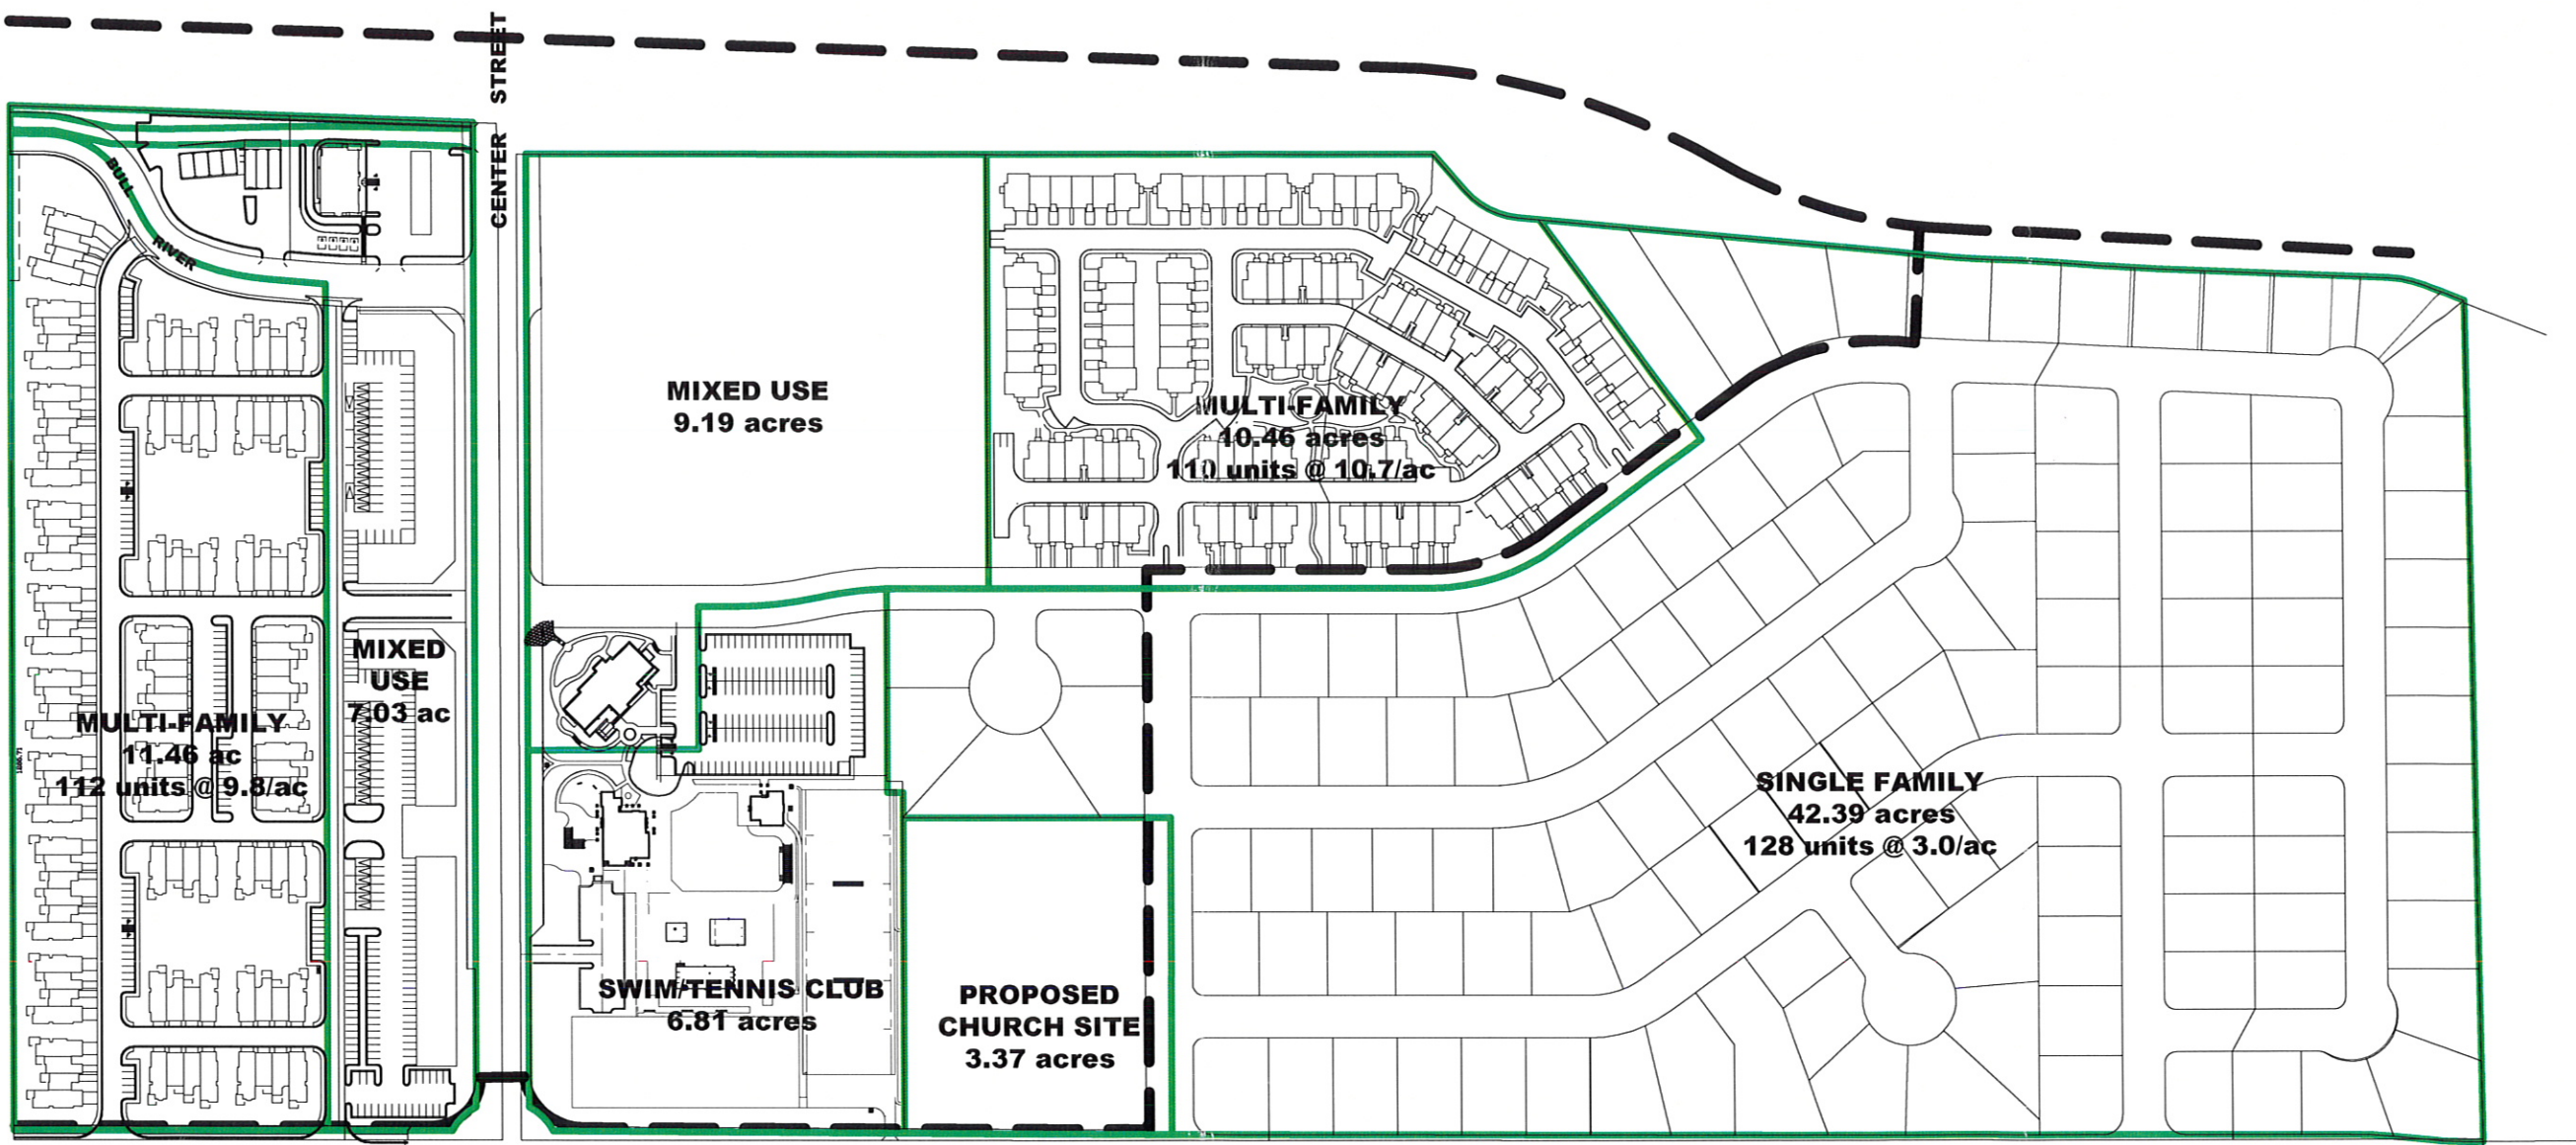 CENTER STREET
BULL
RIVER
MIXED USE
9.19 acres
MULTI-FAMILY
10.46 acres
110 units @ 10.7/ac
MIXED
USE
7.03 ac
MULTI-FAMILY
11.46 ac
112 units @ 9.8/ac
SINGLE FAMILY
42.39 acres
128 units @ 3.0/ac
SWIM/TENNIS CLUB
6.81 acres
PROPOSED
CHURCH SITE
3.37 acres